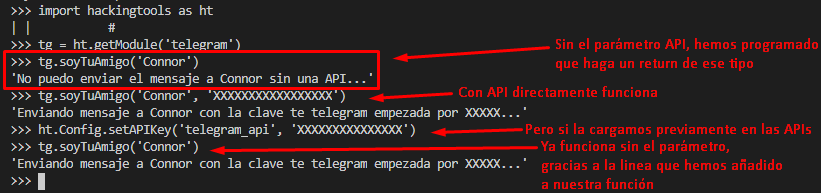 >>> import hackingtools as ht
| |        #
>>> tg = ht.getModule('telegram')
>>> tg.soyTuAmigo('Connor')
Sin el parámetro API, hemos programado
'No puedo enviar el mensaje a Connor sin una API...'
que haga un return de ese tipo
>>> tg.soyTuAmigo('Connor', 'XXXXXXXXXXXXXXXXX')
Con API directamente funciona
'Enviando mensaje a Connor con la clave te telegram empezada por XXXXX...'
>>> ht.Config.setAPIKey('telegram_api', 'XXXXXXXXXXXXXXX')
Pero si la cargamos previamente en las APIs
>>> tg.soyTuAmigo('Connor')
Ya funciona sin el parámetro,
'Enviando mensaje a Connor con la clave te telegram empezada por XXXXX...'
gracias a la linea que hemos añadido
>>>
a nuestra función